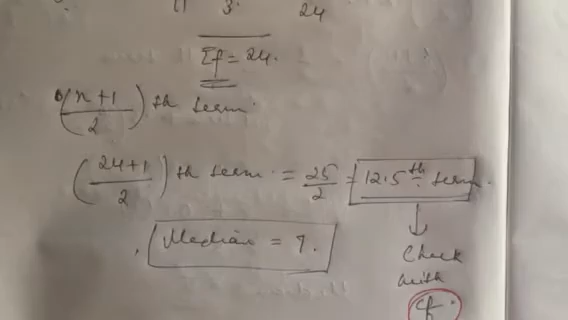 11 3. 24
Σf = 24.
(n+1/2)th term.
(24+1/2)th term. = 25/2 = 12.5th term.
Median = 7.
Check
with
cf.